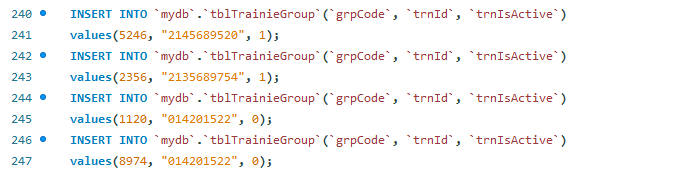 240 INSERT INTO `mydb`.`tblTrainieGroup`(`grpCode`, `trnId`, `trnIsActive`)
241 values(5246, "2145689520", 1);
242 INSERT INTO `mydb`.`tblTrainieGroup`(`grpCode`, `trnId`, `trnIsActive`)
243 values(2356, "2135689754", 1);
244 INSERT INTO `mydb`.`tblTrainieGroup`(`grpCode`, `trnId`, `trnIsActive`)
245 values(1120, "014201522", 0);
246 INSERT INTO `mydb`.`tblTrainieGroup`(`grpCode`, `trnId`, `trnIsActive`)
247 values(8974, "014201522", 0);